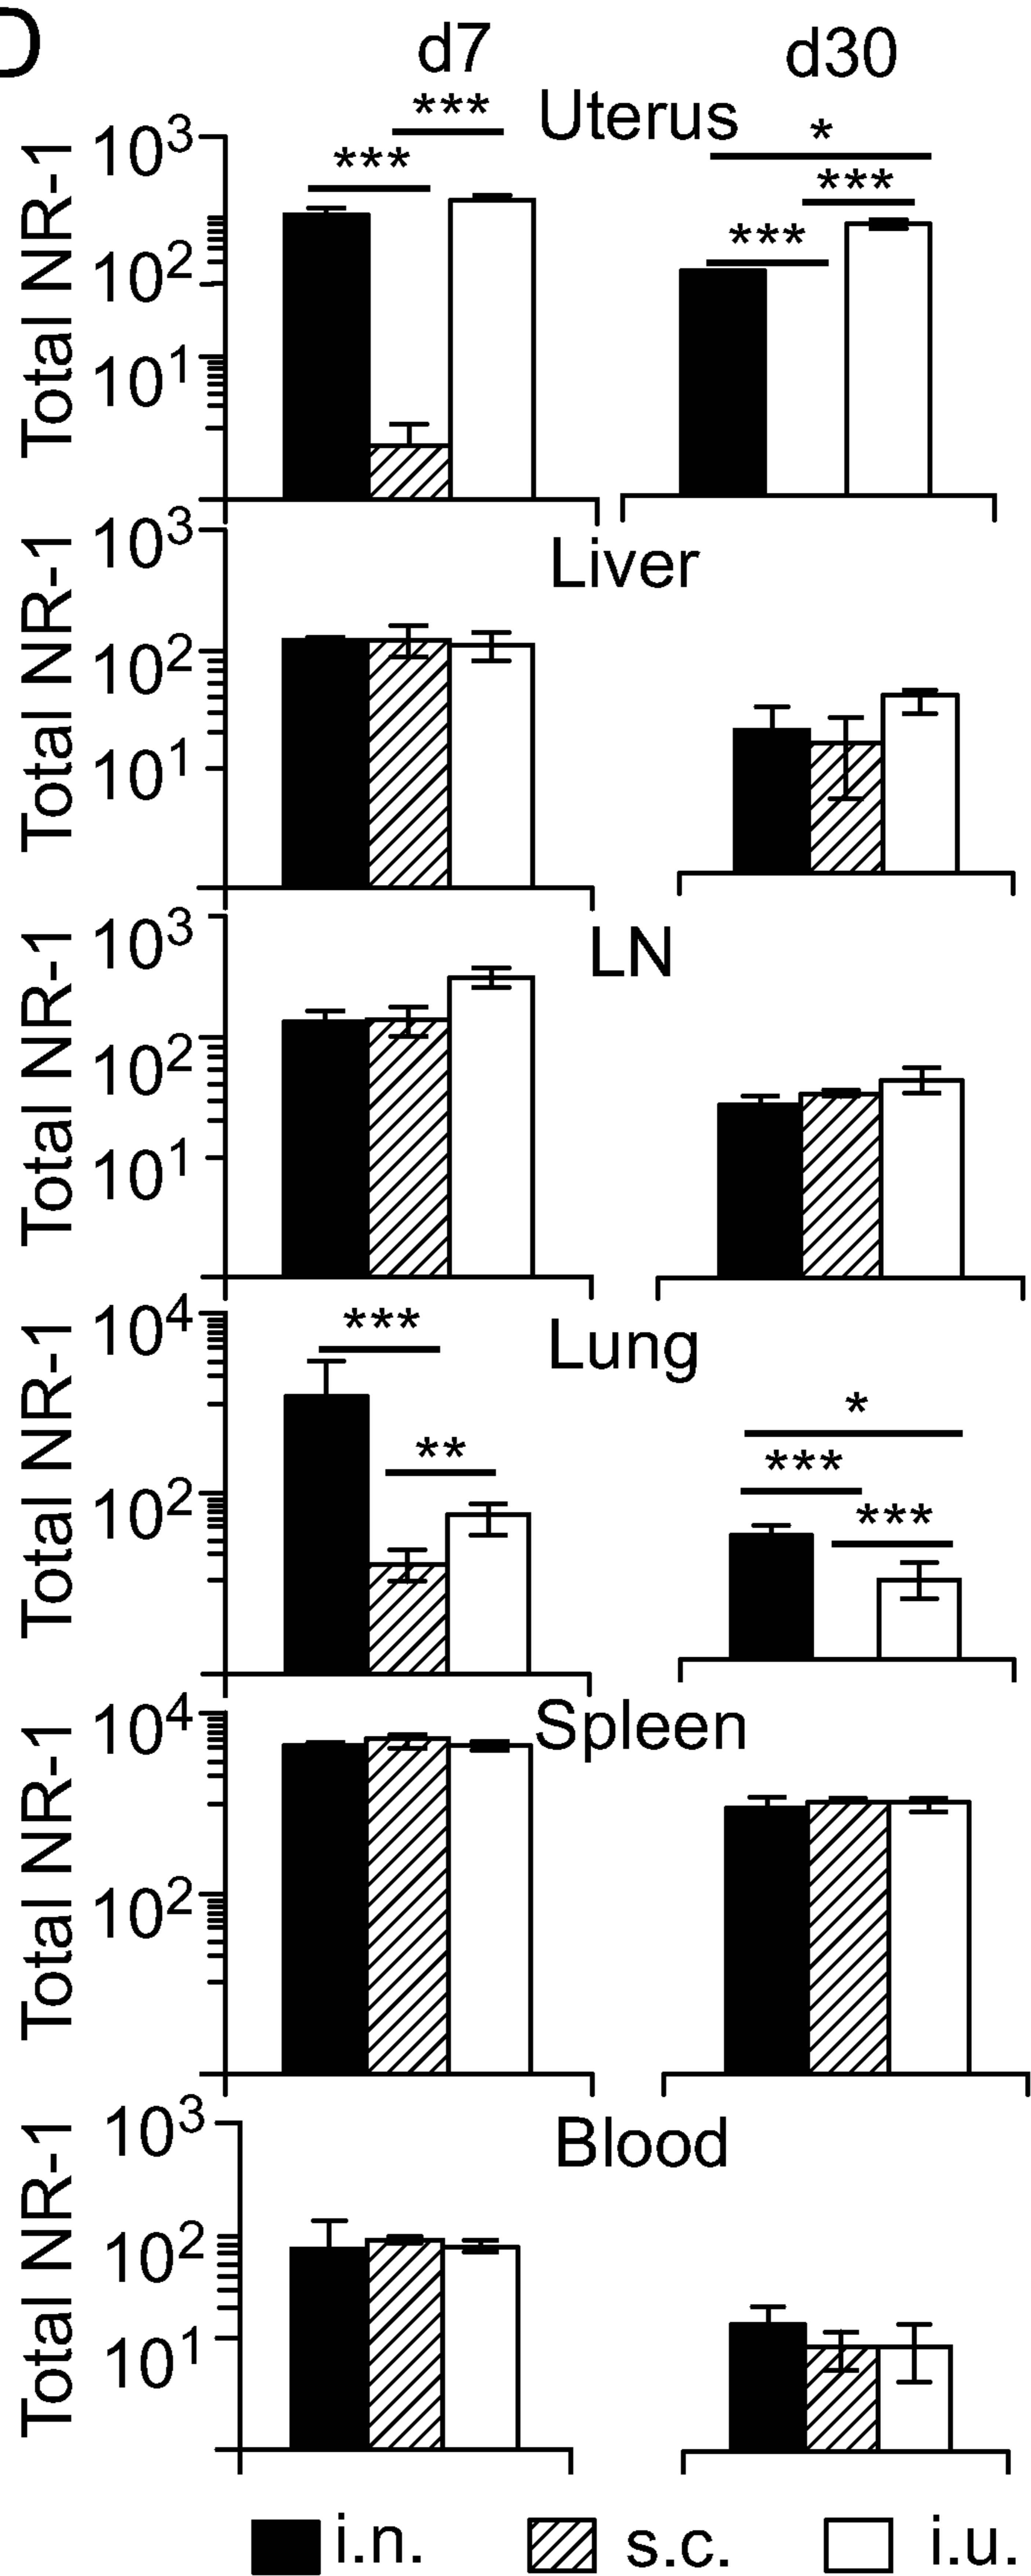 D
d7 d30
Uterus
Total NR-1
10³
10²
10¹
***
***
*
***
***
Liver
Total NR-1
10³
10²
10¹
LN
Total NR-1
10³
10²
10¹
Lung
Total NR-1
10⁴
10²
***
**
*
***
***
Spleen
Total NR-1
10⁴
10²
Blood
Total NR-1
10³
10²
10¹
i.n. s.c. i.u.